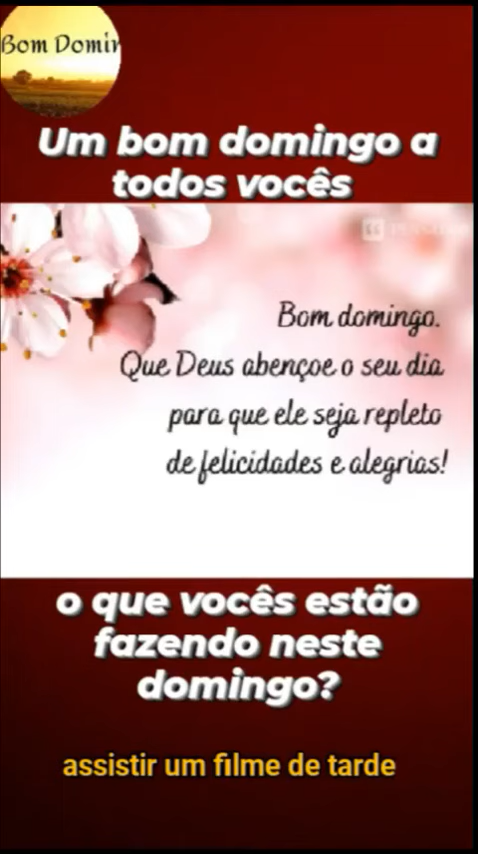 Bom Domin
Um bom domingo a
todos vocês
Bom domingo.
Que Deus abençoe o seu dia
para que ele seja repleto
de felicidades e alegrias!
o que vocês estão
fazendo neste
domingo?
assistir um filme de tarde